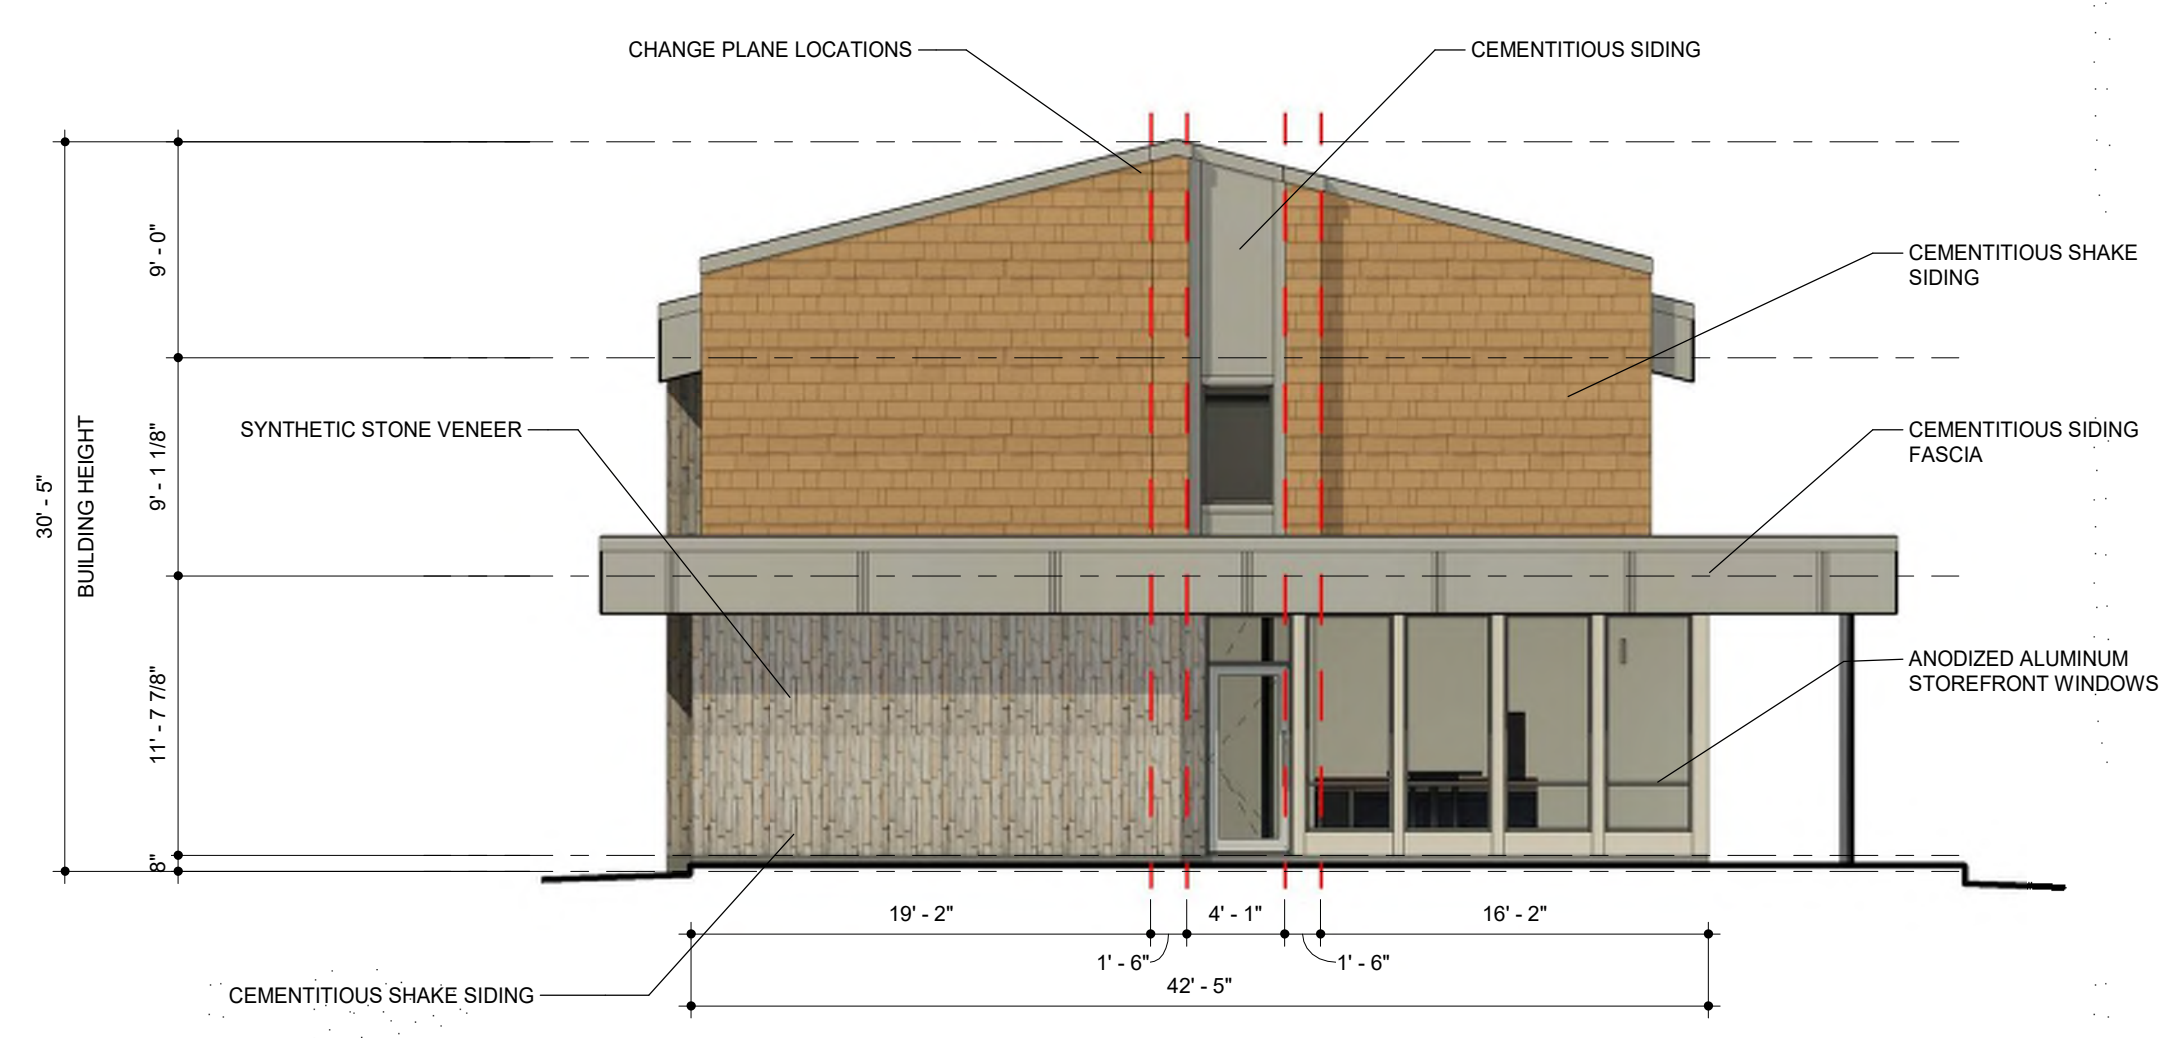 CHANGE PLANE LOCATIONS
CEMENTITIOUS SIDING
9' - 0"
CEMENTITIOUS SHAKE
SIDING
SYNTHETIC STONE VENEER
9' - 1 1/8"
BUILDING HEIGHT
30' - 5"
CEMENTITIOUS SIDING
FASCIA
11' - 7 7/8"
ANODIZED ALUMINUM
STOREFRONT WINDOWS
8"
19' - 2"
4' - 1"
16' - 2"
1' - 6"
1' - 6"
42' - 5"
CEMENTITIOUS SHAKE SIDING